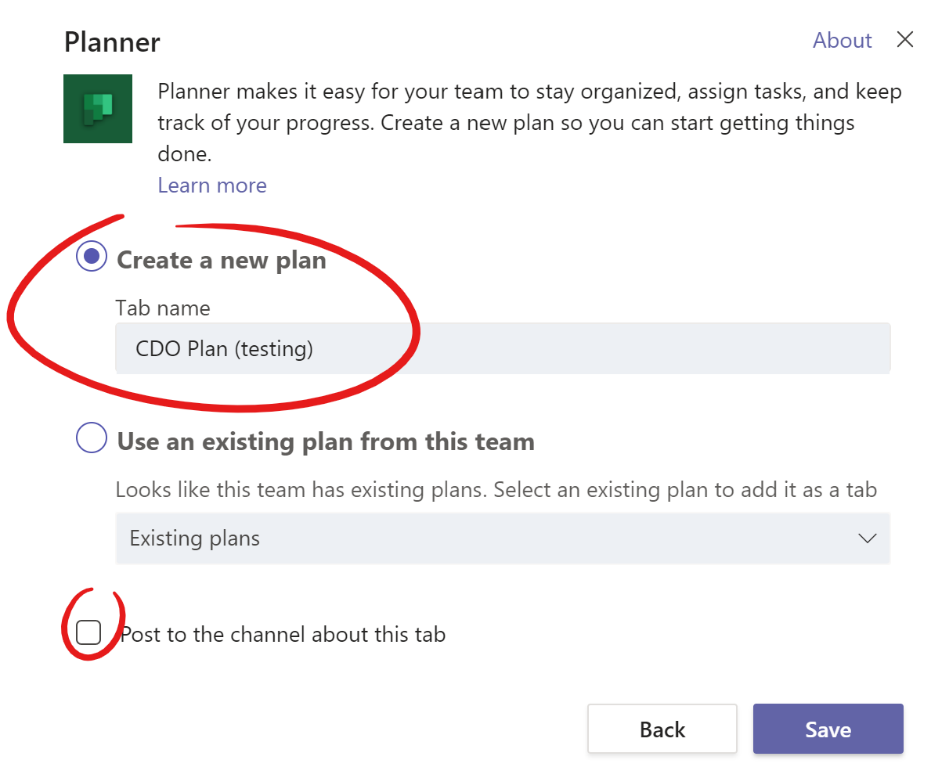 Planner
About
Planner makes it easy for your team to stay organized, assign tasks, and keep
track of your progress. Create a new plan so you can start getting things
done.
Learn more
Create a new plan
Tab name
CDO Plan (testing)
Use an existing plan from this team
Looks like this team has existing plans. Select an existing plan to add it as a tab
Existing plans
Post to the channel about this tab
Back
Save